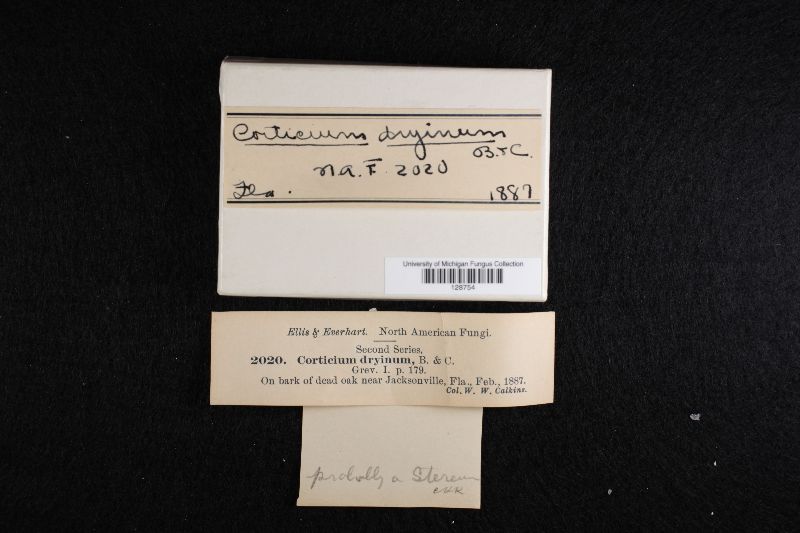 Corticium dryinum
B. & C.
N.A.F. 2020
Fla. 1887
University of Michigan Fungus Collection
128754
Ellis & Everhart. North American Fungi.
Second Series,
2020. Corticium dryinum, B. & C.
Grev. I. p. 179.
On bark of dead oak near Jacksonville, Fla., Feb., 1887.
Col. W. W. Calkins.
probably a Stereum